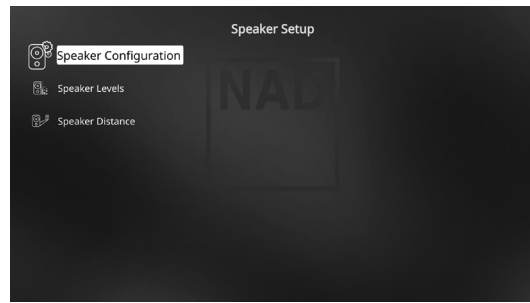 Speaker Setup
Speaker Configuration
NAD
Speaker Levels
Speaker Distance